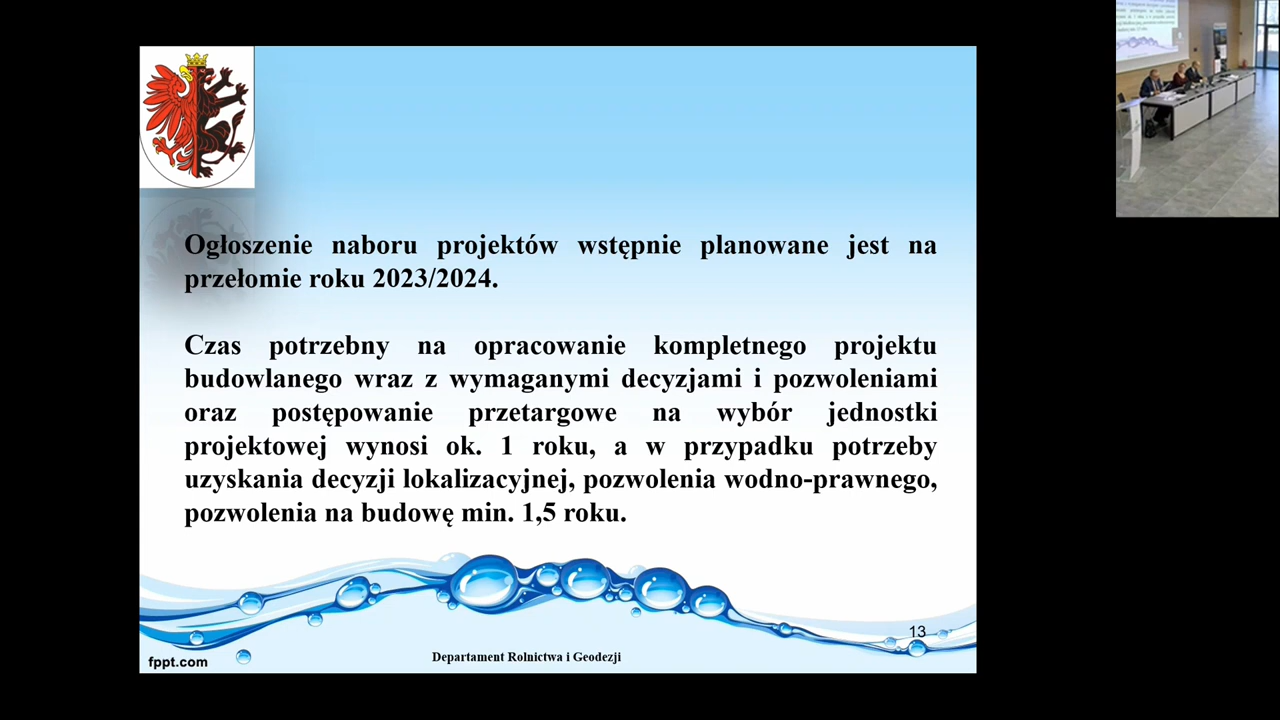 Ogłoszenie naboru projektów wstępnie planowane jest na
przełomie roku 2023/2024.
Czas potrzebny na opracowanie kompletnego projektu
budowlanego wraz z wymaganymi decyzjami i pozwoleniami
oraz postępowanie przetargowe na wybór jednostki
projektowej wynosi ok. 1 roku, a w przypadku potrzeby
uzyskania decyzji lokalizacyjnej, pozwolenia wodno-prawnego,
pozwolenia na budowę min. 1,5 roku.
13
Departament Rolnictwa i Geodezji
fppt.com